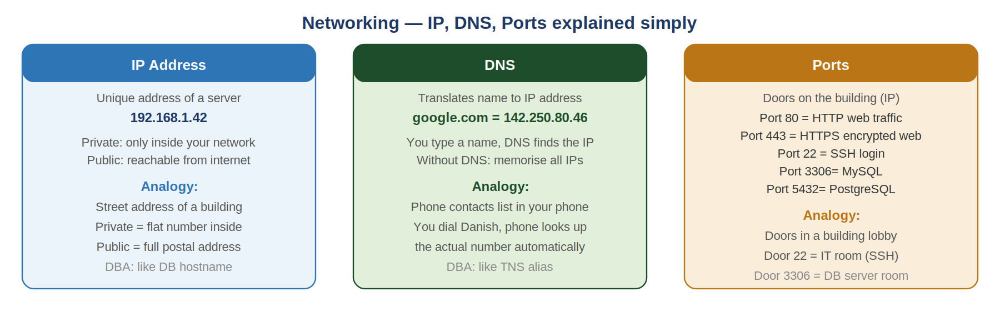 Networking — IP, DNS, Ports explained simply
IP Address
Unique address of a server
192.168.1.42
Private: only inside your network
Public: reachable from internet
Analogy:
Street address of a building
Private = flat number inside
Public = full postal address
DBA: like DB hostname
DNS
Translates name to IP address
google.com = 142.250.80.46
You type a name, DNS finds the IP
Without DNS: memorise all IPs
Analogy:
Phone contacts list in your phone
You dial Danish, phone looks up
the actual number automatically
DBA: like TNS alias
Ports
Doors on the building (IP)
Port 80 = HTTP web traffic
Port 443 = HTTPS encrypted web
Port 22 = SSH login
Port 3306= MySQL
Port 5432= PostgreSQL
Analogy:
Doors in a building lobby
Door 22 = IT room (SSH)
Door 3306 = DB server room